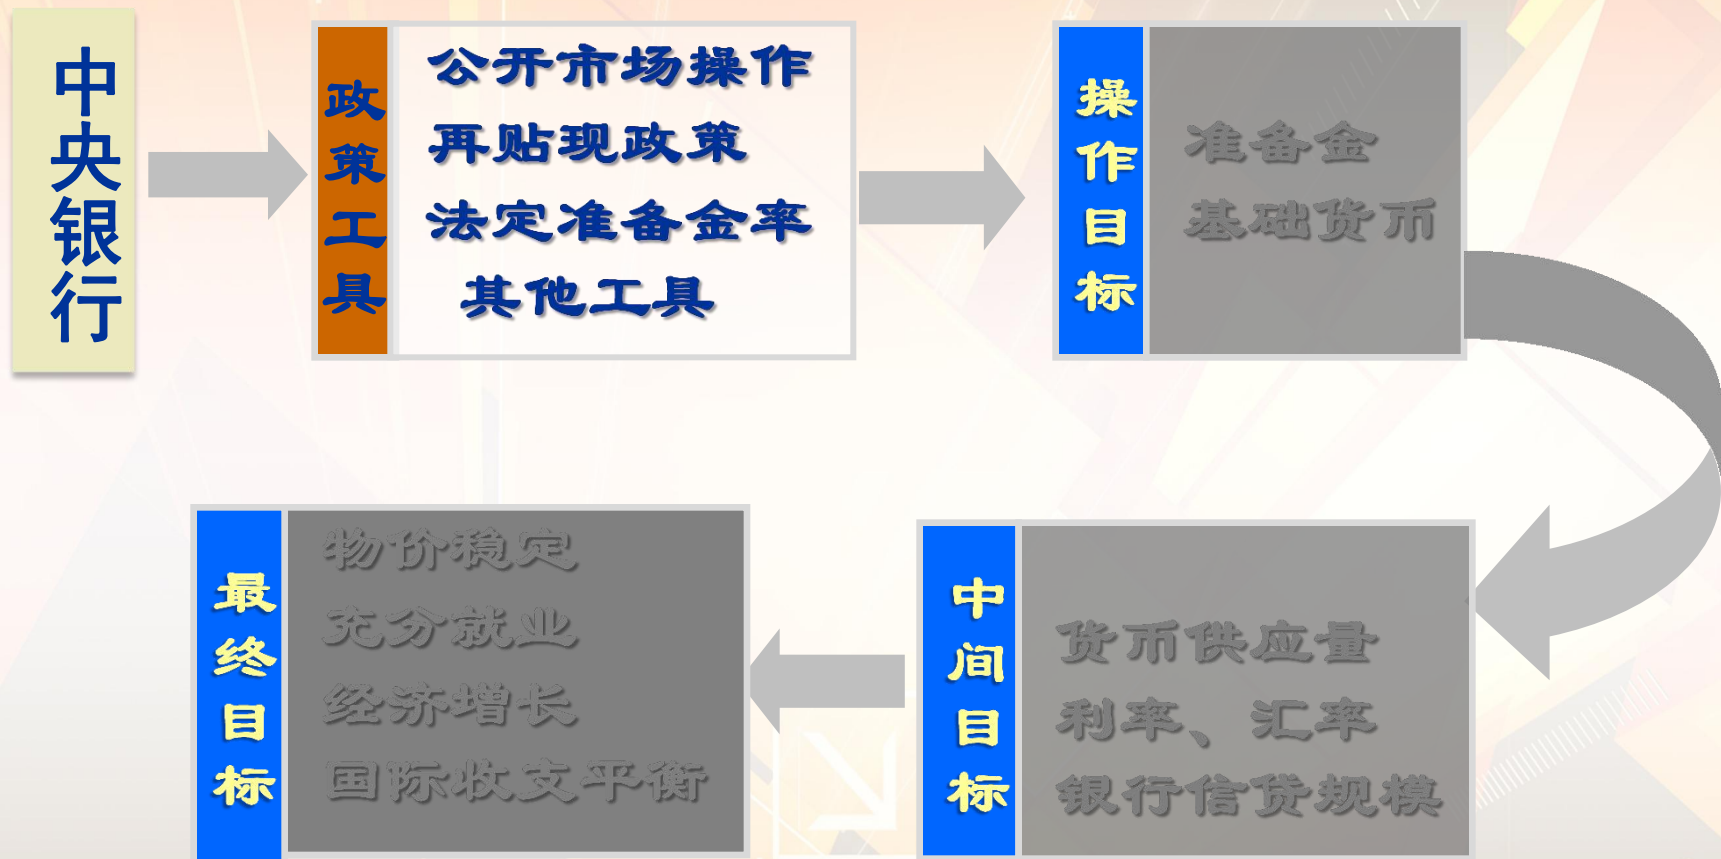 中央银行
政策工具
公开市场操作
再贴现政策
法定准备金率
其他工具
操作目标
准备金
基础货币
最终目标
物价稳定
充分就业
经济增长
国际收支平衡
中间目标
货币供应量
利率、汇率
银行信贷规模